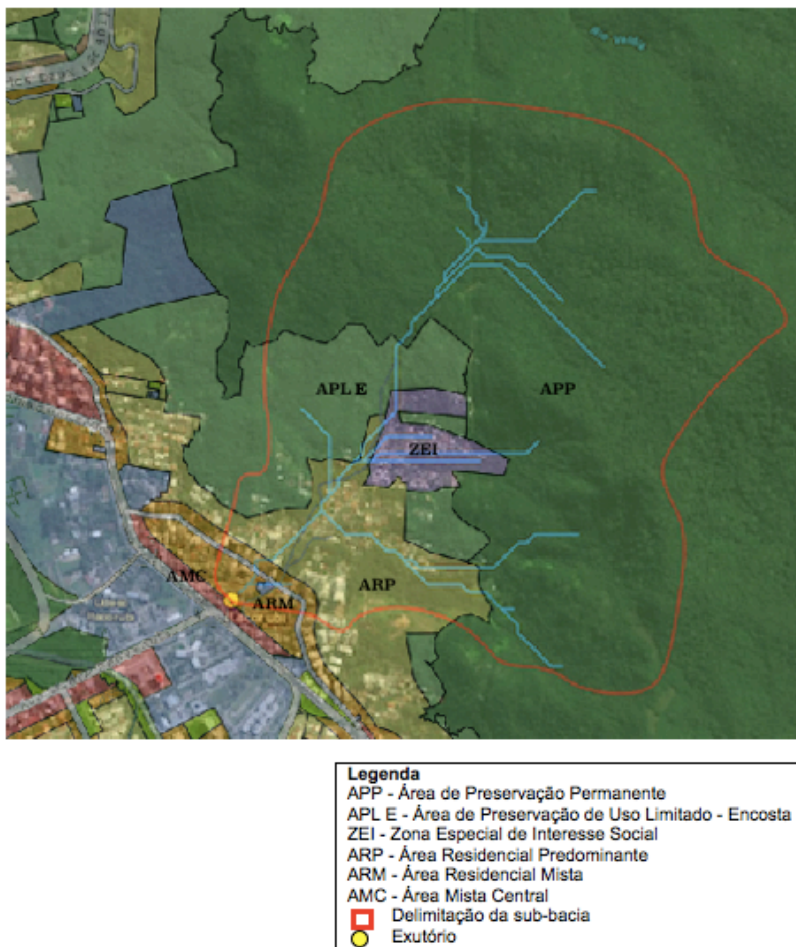 Rio Verde
APL E
APP
ZEI
AMC
ARM
ARP
Legenda
APP - Área de Preservação Permanente
APL E - Área de Preservação de Uso Limitado - Encosta
ZEI - Zona Especial de Interesse Social
ARP - Área Residencial Predominante
ARM - Área Residencial Mista
AMC - Área Mista Central
Delimitação da sub-bacia
Exutório